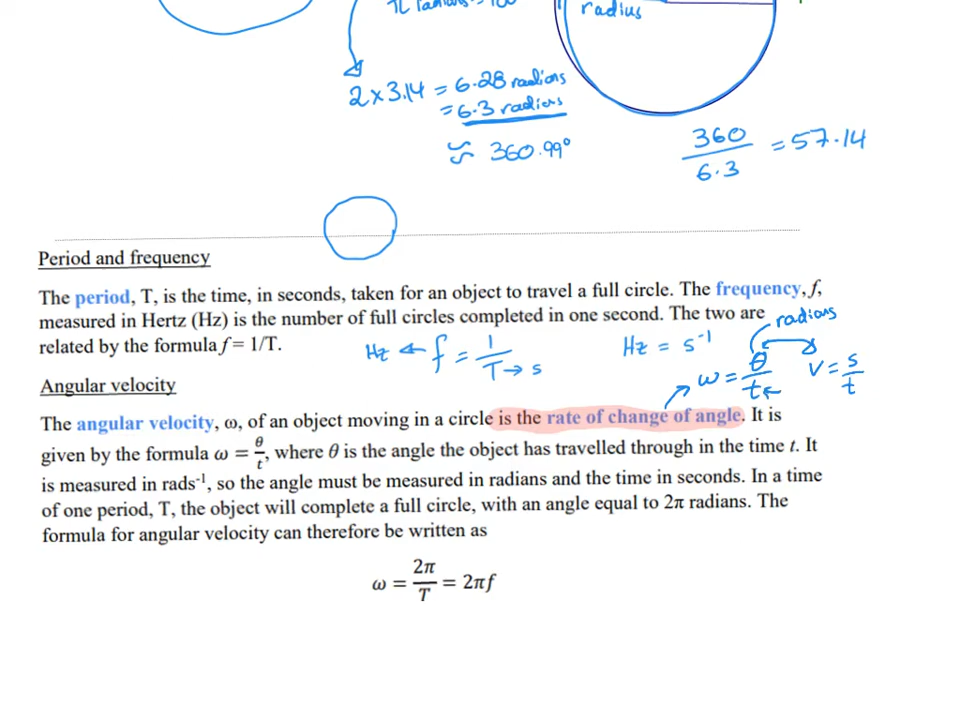 radius
2 x 3.14 = 6.28 radians
= 6.3 radians
≈ 360.99°
360/6.3 = 57.14
Period and frequency
The period, T, is the time, in seconds, taken for an object to travel a full circle. The frequency, f,
measured in Hertz (Hz) is the number of full circles completed in one second. The two are
radians
related by the formula f = 1/T.
Hz ← f = 1/T → s
Hz = s⁻¹
ω = θ/t
v = s/t
Angular velocity
The angular velocity, ω, of an object moving in a circle is the rate of change of angle. It is
given by the formula ω = θ/t, where θ is the angle the object has travelled through in the time t. It
is measured in rads⁻¹, so the angle must be measured in radians and the time in seconds. In a time
of one period, T, the object will complete a full circle, with an angle equal to 2π radians. The
formula for angular velocity can therefore be written as
ω = 2π/T = 2πf